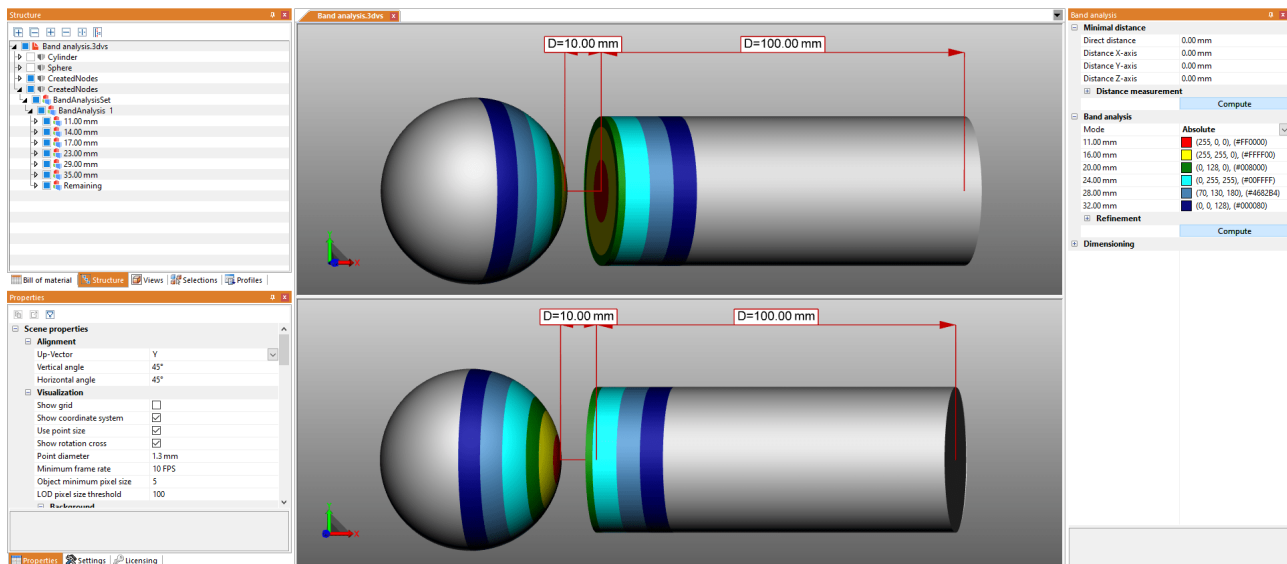 Structure
Band analysis.3dvs
Cylinder
Sphere
CreatedNodes
CreatedNodes
BandAnalysisSet
BandAnalysis 1
11.00 mm
14.00 mm
17.00 mm
23.00 mm
29.00 mm
35.00 mm
Remaining
Bill of material
Structure
Views
Selections
Profiles
Properties
Scene properties
Alignment
Up-Vector Y
Vertical angle 45°
Horizontal angle 45°
Visualization
Show grid
Show coordinate system
Use point size
Show rotation cross
Point diameter 1.3 mm
Minimum frame rate 10 FPS
Object minimum pixel size 5
LOD pixel size threshold 100
Background
Properties
Settings
Licensing
Band analysis.3dvs
D=10.00 mm
D=100.00 mm
D=10.00 mm
D=100.00 mm
Band analysis
Minimal distance
Direct distance 0.00 mm
Distance X-axis 0.00 mm
Distance Y-axis 0.00 mm
Distance Z-axis 0.00 mm
Distance measurement
Compute
Band analysis
Mode Absolute
11.00 mm (255, 0, 0), (#FF0000)
16.00 mm (255, 255, 0), (#FFFF00)
20.00 mm (0, 128, 0), (#008000)
24.00 mm (0, 255, 255), (#00FFFF)
28.00 mm (70, 130, 180), (#4682B4)
32.00 mm (0, 0, 128), (#000080)
Refinement
Compute
Dimensioning